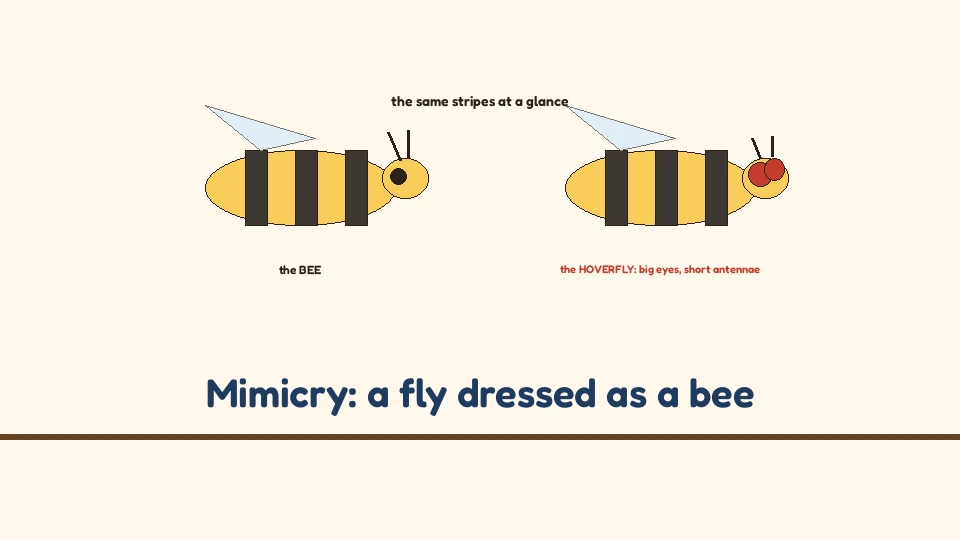 the same stripes at a glance
the BEE
the HOVERFLY: big eyes, short antennae
Mimicry: a fly dressed as a bee